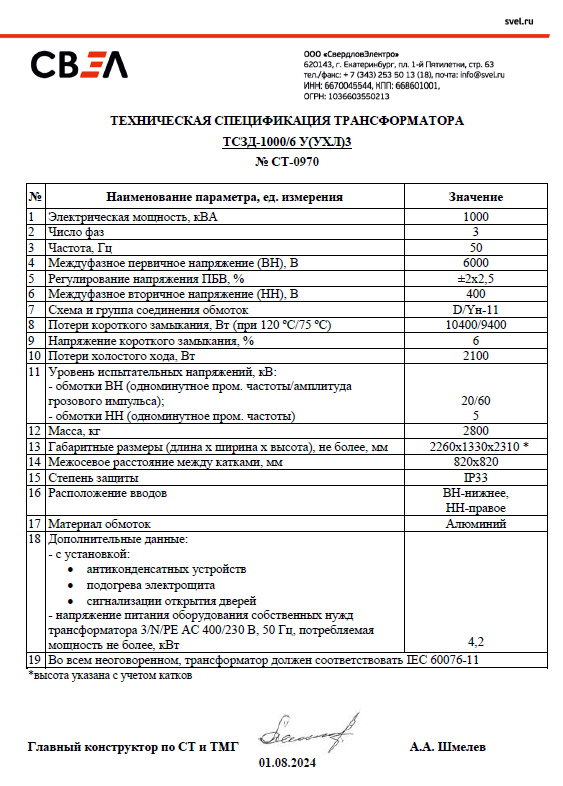 svel.ru
СВЕЛ
ООО «СвердловЭлектро»
620143, г. Екатеринбург, пл. 1-й Пятилетки, стр. 63
тел./факс: + 7 (343) 253 50 13 (18), почта: info@svel.ru
ИНН: 6670045544, КПП: 668601001,
ОГРН: 1036603550213
ТЕХНИЧЕСКАЯ СПЕЦИФИКАЦИЯ ТРАНСФОРМАТОРА
ТСЗД-1000/6 У(УХЛ)3
№ СТ-0970
№ Наименование параметра, ед. измерения Значение
1 Электрическая мощность, кВА 1000
2 Число фаз 3
3 Частота, Гц 50
4 Междуфазное первичное напряжение (ВН), В 6000
5 Регулирование напряжения ПБВ, % ±2x2,5
6 Междуфазное вторичное напряжение (НН), В 400
7 Схема и группа соединения обмоток D/Yн-11
8 Потери короткого замыкания, Вт (при 120 ºС/75 ºС) 10400/9400
9 Напряжение короткого замыкания, % 6
10 Потери холостого хода, Вт 2100
11 Уровень испытательных напряжений, кВ:
- обмотки ВН (одноминутное пром. частоты/амплитуда
грозового импульса); 20/60
- обмотки НН (одноминутное пром. частоты) 5
12 Масса, кг 2800
13 Габаритные размеры (длина х ширина х высота), не более, мм 2260х1330х2310 *
14 Межосевое расстояние между катками, мм 820х820
15 Степень защиты IP33
16 Расположение вводов ВН-нижнее,
НН-правое
17 Материал обмоток Алюминий
18 Дополнительные данные:
- с установкой:
• антиконденсатных устройств
• подогрева электрощита
• сигнализации открытия дверей
- напряжение питания оборудования собственных нужд
трансформатора 3/N/PE AC 400/230 В, 50 Гц, потребляемая
мощность не более, кВт 4,2
19 Во всем неоговоренном, трансформатор должен соответствовать IEC 60076-11
*высота указана с учетом катков
Главный конструктор по СТ и ТМГ А.А. Шмелев
01.08.2024